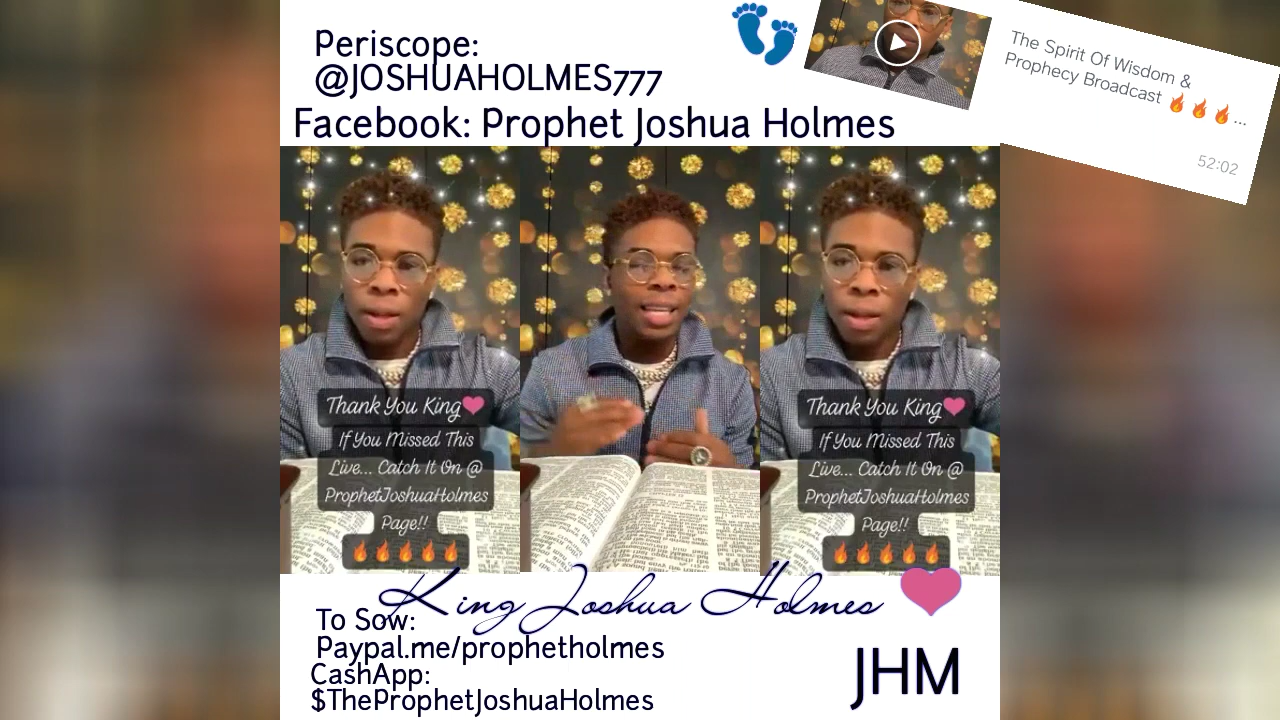 Periscope:
@JOSHUAHOLMES777
Facebook: Prophet Joshua Holmes
The Spirit Of Wisdom &
Prophecy Broadcast 🔥🔥🔥...
52:02
Thank You King💗
If You Missed This
Live... Catch It On @
ProphetJoshuaHolmes
Page!!
🔥🔥🔥🔥🔥
Thank You King💗
If You Missed This
Live... Catch It On @
ProphetJoshuaHolmes
Page!!
🔥🔥🔥🔥🔥
King Joshua Holmes
To Sow:
Paypal.me/prophetholmes
CashApp:
$TheProphetJoshuaHolmes
JHM